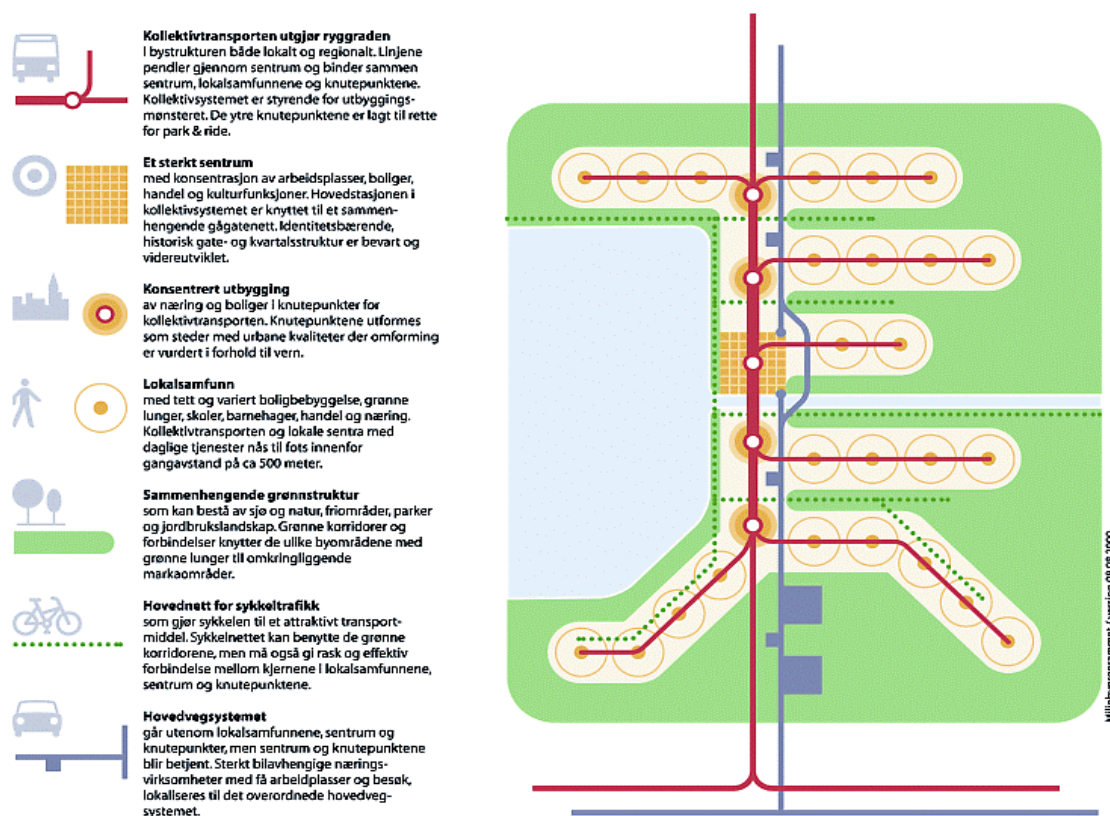 Kollektivtransporten utgjør ryggraden
i bystrukturen både lokalt og regionalt. Linjene
pendler gjennom sentrum og binder sammen
sentrum, lokalsamfunnene og knutepunktene.
Kollektivsystemet er styrende for utbyggings-
mønsteret. De ytre knutepunktene er lagt til rette
for park & ride.
Et sterkt sentrum
med konsentrasjon av arbeidsplasser, boliger,
handel og kulturfunksjoner. Hovedstasjonen i
kollektivsystemet er knyttet til et sammen-
hengende gågatenett. Identitetsbærende,
historisk gate- og kvartalsstruktur er bevart og
videreutviklet.
Konsentrert utbygging
av næring og boliger i knutepunkter for
kollektivtransporten. Knutepunktene utformes
som steder med urbane kvaliteter der omforming
er vurdert i forhold til vern.
Lokalsamfunn
med tett og variert boligbebyggelse, grønne
lunger, skoler, barnehager, handel og næring.
Kollektivtransporten og lokale sentra med
daglige tjenester nås til fots innenfor
gangavstand på ca 500 meter.
Sammenhengende grønnstruktur
som kan bestå av sjø og natur, friområder, parker
og jordbrukslandskap. Grønne korridorer og
forbindelser knytter de ulike byområdene med
grønne lunger til omkringliggende
markaområder.
Hovednett for sykkeltrafikk
som gjør sykkelen til et attraktivt transport-
middel. Sykkelnettet kan benytte de grønne
korridorene, men må også gi rask og effektiv
forbindelse mellom kjernene i lokalsamfunnene,
sentrum og knutepunktene.
Hovedvegsystemet
går utenom lokalsamfunnene, sentrum og
knutepunkter, men sentrum og knutepunktene
blir betjent. Sterkt bilavhengige nærings-
virksomheter med få arbeidplasser og besøk,
lokaliseres til det overordnede hovedveg-
systemet.